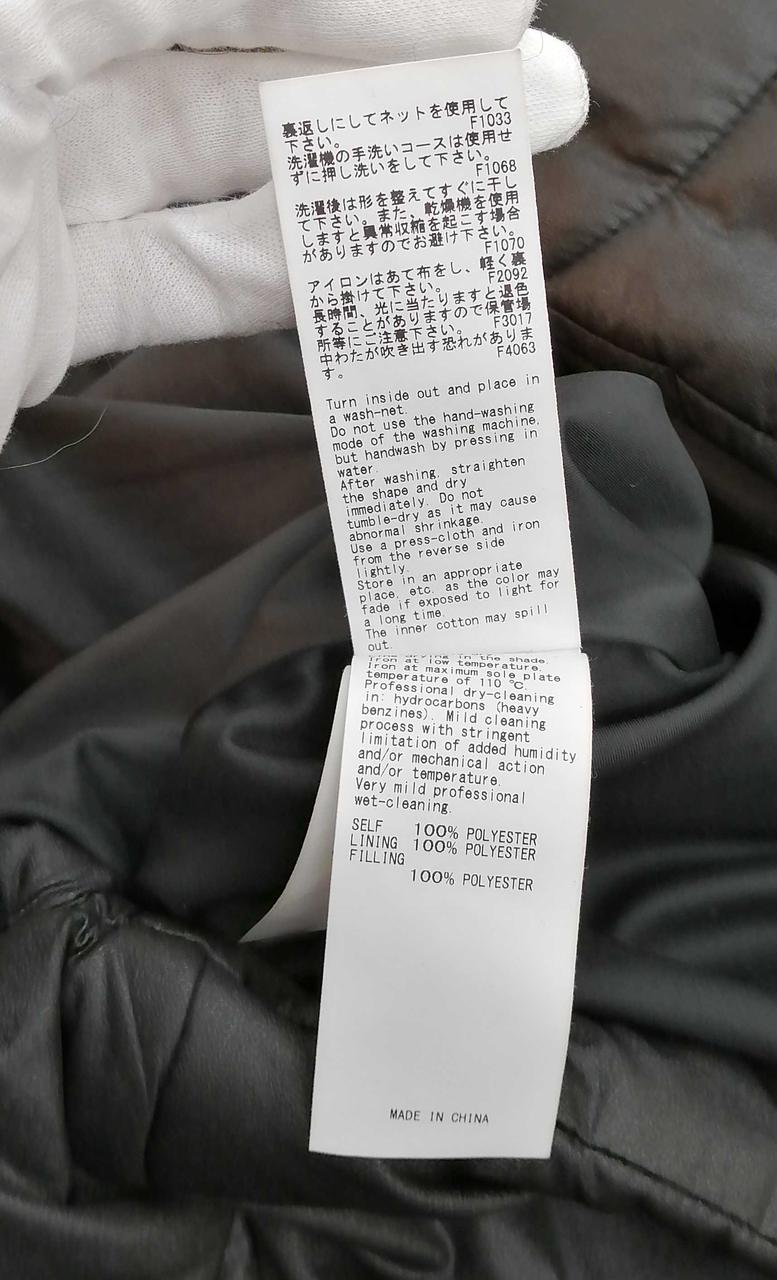 裏返しにしてネットを使用して
下さい。 F1033
洗濯機の手洗いコースは使用せ
ずに押し洗いをして下さい。
F1068
洗濯後は形を整えてすぐに干し
て下さい。また、乾燥機を使用
しますと異常収縮を起こす場合
がありますのでお避け下さい。
F1070
アイロンはあて布をし、軽く裏
から掛けて下さい。 F2092
長時間、光に当たりますと退色
することがありますので保管場
所等にご注意下さい。 F3017
中わたが吹き出す恐れがありま
す。 F4063
Turn inside out and place in
a wash-net.
Do not use the hand-washing
mode of the washing machine,
but handwash by pressing in
water.
After washing, straighten
the shape and dry
immediately. Do not
tumble-dry as it may cause
abnormal shrinkage.
Use a press-cloth and iron
from the reverse side
lightly.
Store in an appropriate
place, etc. as the color may
fade if exposed to light for
a long time.
The inner cotton may spill
out.
drying in the shade.
Iron at low temperature.
Iron at maximum sole plate
temperature of 110 ℃.
Professional dry-cleaning
in: hydrocarbons (heavy
benzines). Mild cleaning
process with stringent
limitation of added humidity
and/or mechanical action
and/or temperature.
Very mild professional
wet-cleaning.
SELF 100% POLYESTER
LINING 100% POLYESTER
FILLING
100% POLYESTER
MADE IN CHINA